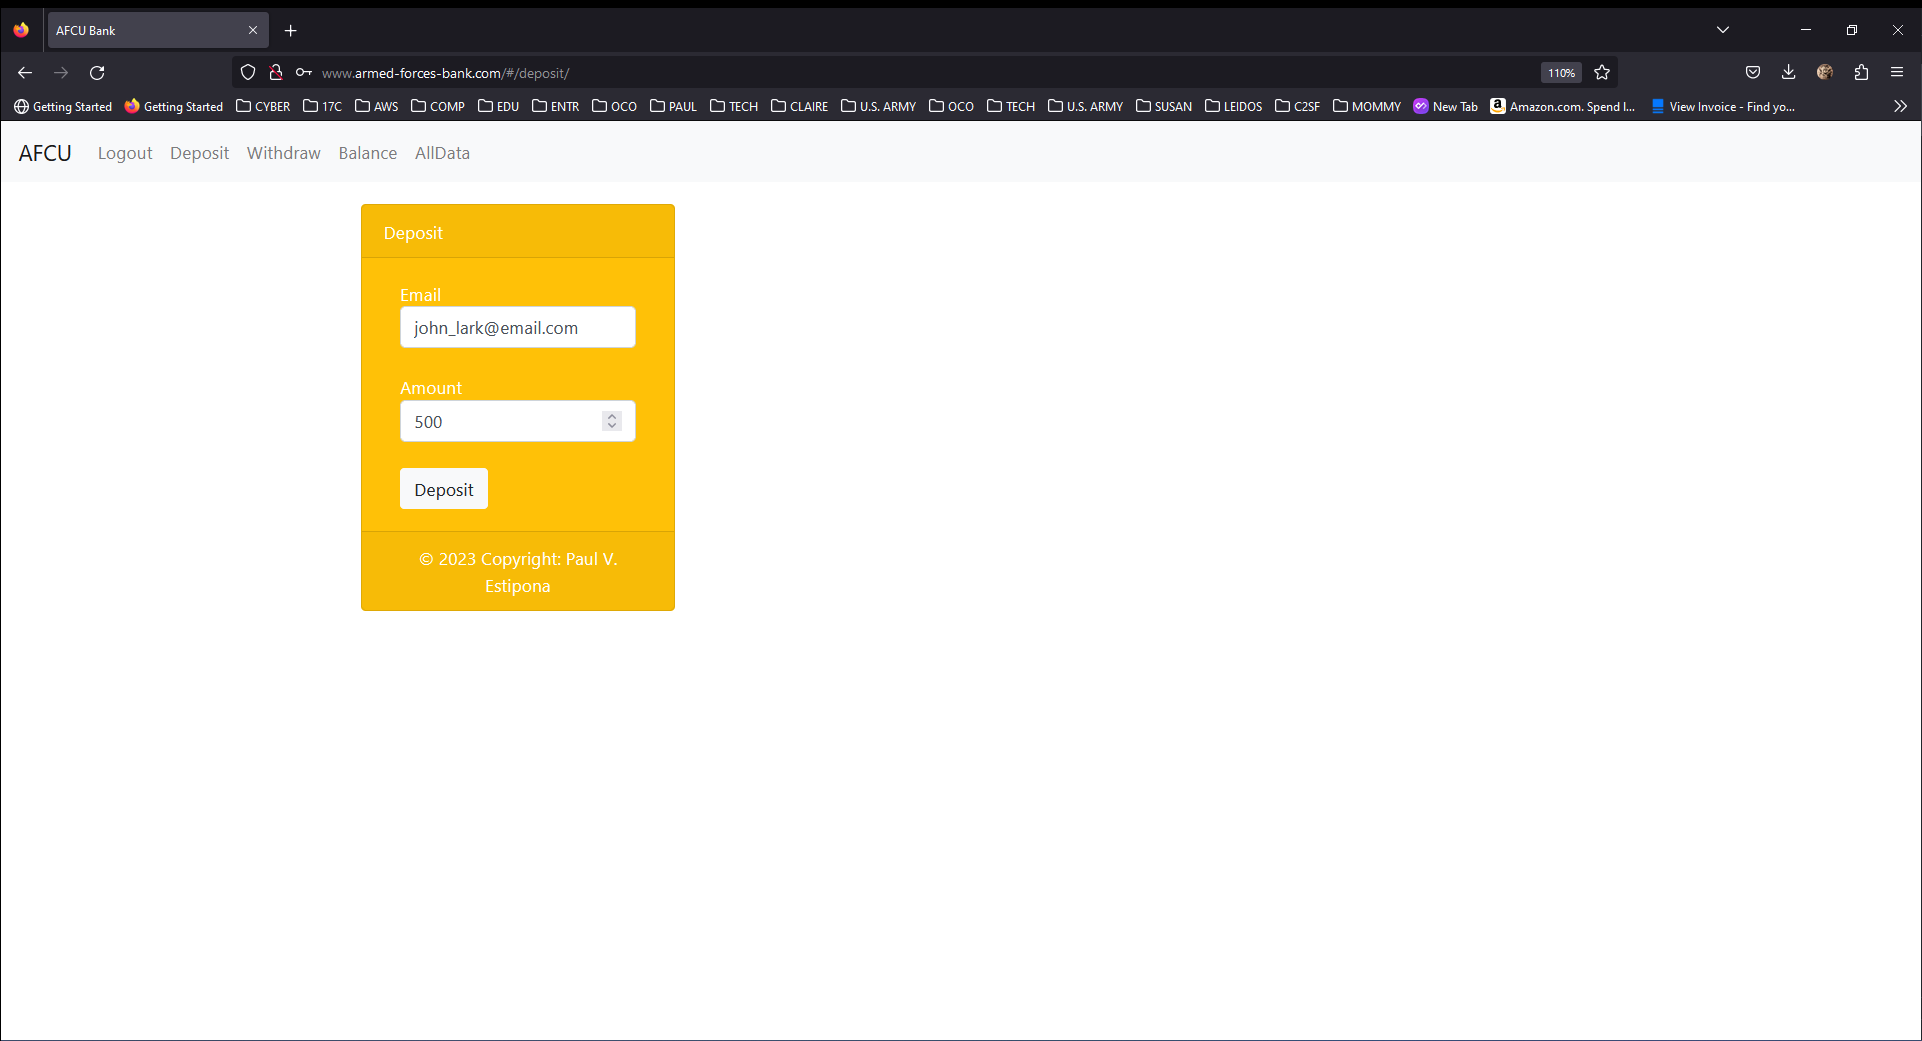 AFCU Bank
www.armed-forces-bank.com/#/deposit/
110%
Getting Started Getting Started CYBER 17C AWS COMP EDU ENTR OCO PAUL TECH CLAIRE U.S. ARMY OCO TECH U.S. ARMY SUSAN LEIDOS C2SF MOMMY New Tab Amazon.com. Spend l... View Invoice - Find yo...
AFCU Logout Deposit Withdraw Balance AllData
Deposit
Email
john_lark@email.com
Amount
500
Deposit
© 2023 Copyright: Paul V.
Estipona